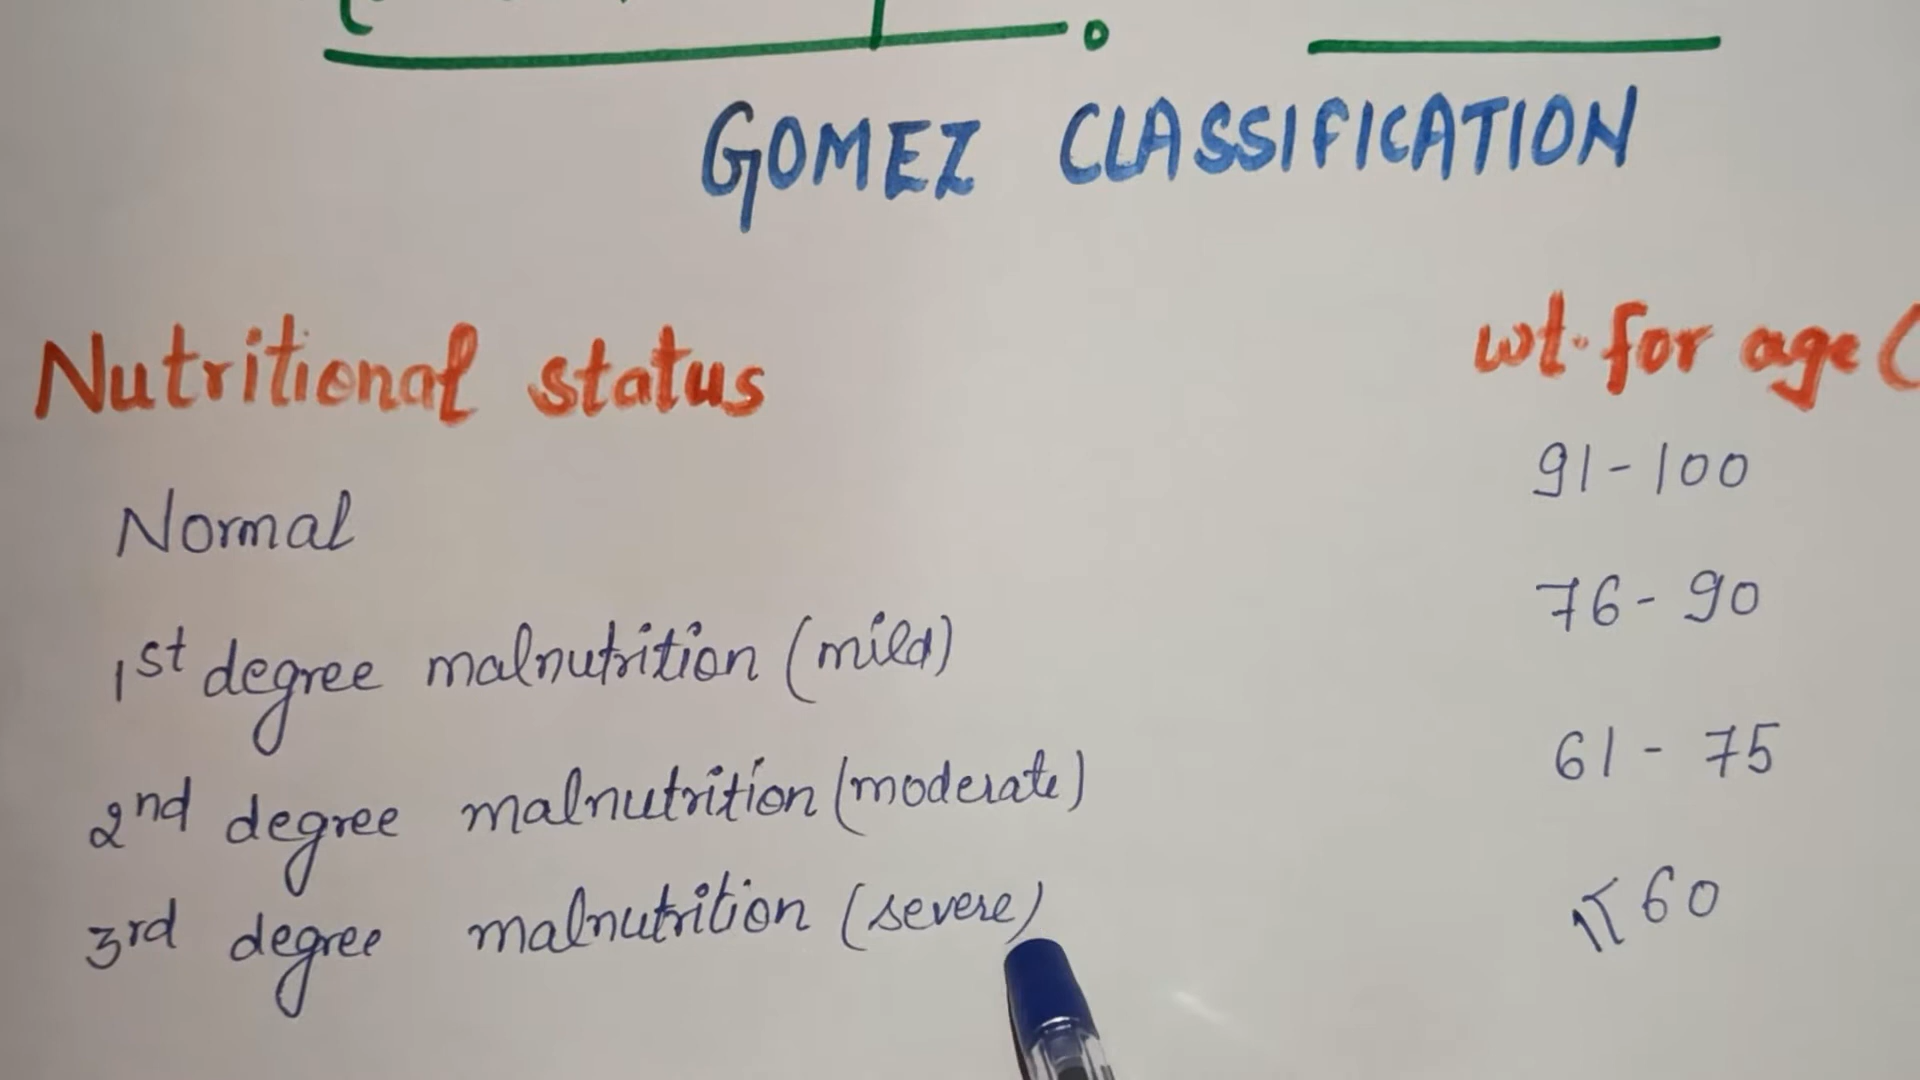 GOMEZ CLASSIFICATION
Nutritional status wt. for age (
Normal 91-100
1st degree malnutrition (mild) 76-90
2nd degree malnutrition (moderate) 61-75
3rd degree malnutrition (severe) ≤ 60